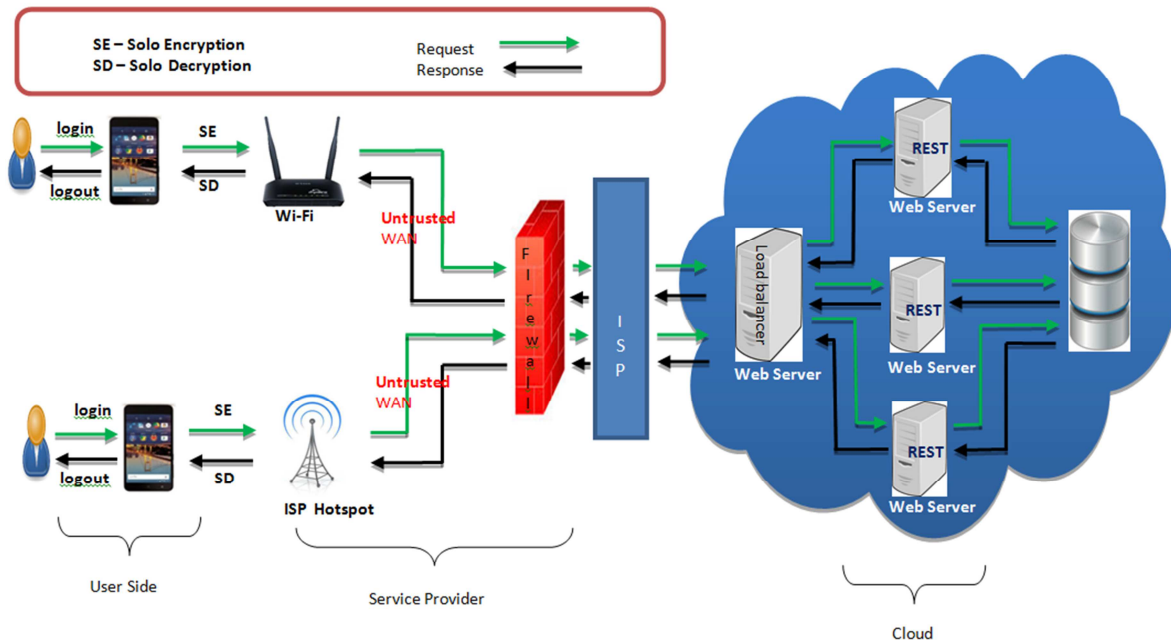 SE – Solo Encryption
SD – Solo Decryption
Request
Response
login
logout
SE
SD
Wi-Fi
Untrusted
WAN
Firewall
ISP
Load balancer
Web Server
REST
Web Server
REST
Web Server
REST
Web Server
Untrusted
WAN
login
logout
SE
SD
ISP Hotspot
User Side
Service Provider
Cloud